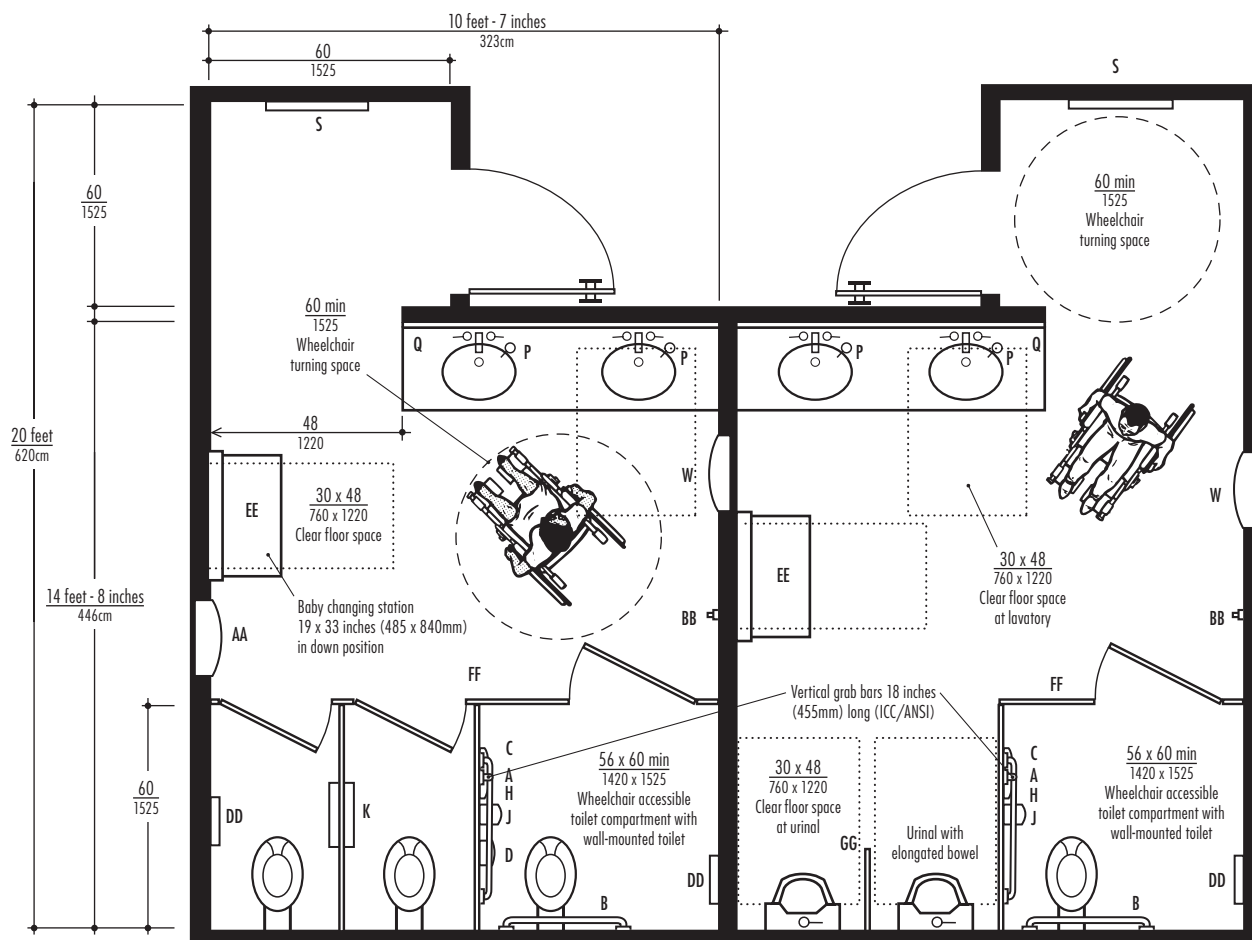 10 feet - 7 inches
323cm
60
1525
S
S
60
1525
60 min
1525
Wheelchair
turning space
60 min
1525
Wheelchair
turning space
Q
P
P
P
P
Q
48
1220
20 feet
620cm
W
W
EE
30 x 48
760 x 1220
Clear floor space
EE
30 x 48
760 x 1220
Clear floor space
at lavatory
14 feet - 8 inches
446cm
Baby changing station
19 x 33 inches (485 x 840mm)
in down position
AA
BB
BB
FF
FF
Vertical grab bars 18 inches
(455mm) long (ICC/ANSI)
60
1525
DD
K
C
A
H
J
D
56 x 60 min
1420 x 1525
Wheelchair accessible
toilet compartment with
wall-mounted toilet
DD
B
30 x 48
760 x 1220
Clear floor space
at urinal
GG
Urinal with
elongated bowel
C
A
H
J
56 x 60 min
1420 x 1525
Wheelchair accessible
toilet compartment with
wall-mounted toilet
DD
B